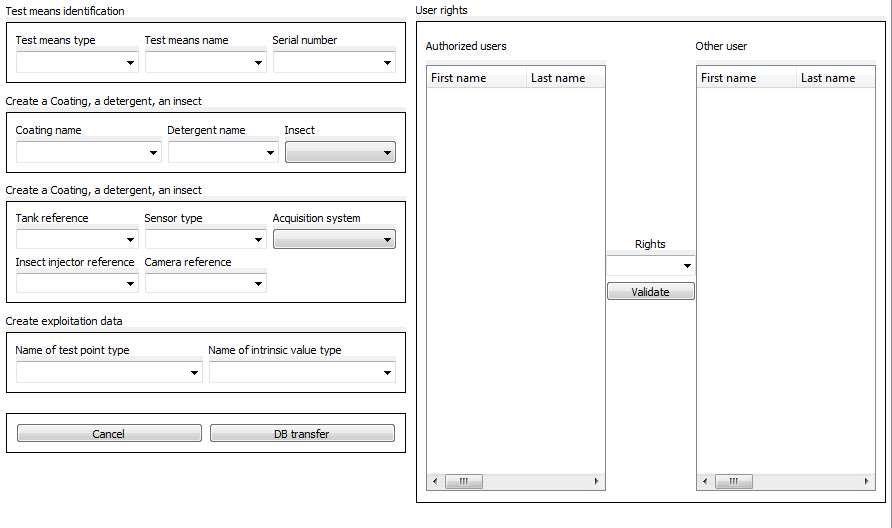 Test means identification
Test means type Test means name Serial number
Create a Coating, a detergent, an insect
Coating name Detergent name Insect
Create a Coating, a detergent, an insect
Tank reference Sensor type Acquisition system
Insect injector reference Camera reference
Create exploitation data
Name of test point type Name of intrinsic value type
Cancel DB transfer
User rights
Authorized users Other user
First name Last name First name Last name
Rights
Validate